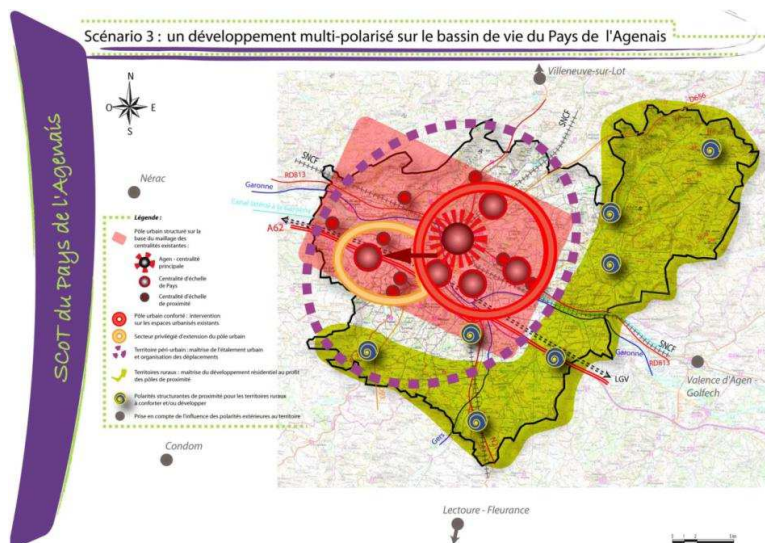 Scénario 3 : un développement multi-polarisé sur le bassin de vie du Pays de l'Agenais
SCOT du Pays de l'Agenais
N
O
E
S
Villeneuve-sur-Lot
D656
SNCF
SNCF
RD813
Garonne
Canal latéral à la Garonne
A62
Nérac
Légende :
Pôle urbain structuré sur la
base du maillage des
centralités existantes :
Agen - centralité
principale
Centralité d'échelle
de Pays
Centralité d'échelle
de proximité
Pôle urbain conforté : intervention
sur les espaces urbanisés existants
Secteur privilégié d'extension du pôle urbain
Territoire péri-urbain : maîtrise de l'étalement urbain
et organisation des déplacements
Territoires ruraux : maîtrise du développement résidentiel au profit
des pôles de proximité
Polarités structurantes de proximité pour les territoires ruraux
à conforter et/ou développer
Prise en compte de l'influence des polarités extérieures au territoire
SNCF
Garonne
RD813
LGV
Valence d'Agen -
Golfech
Gers
Condom
Lectoure - Fleurance